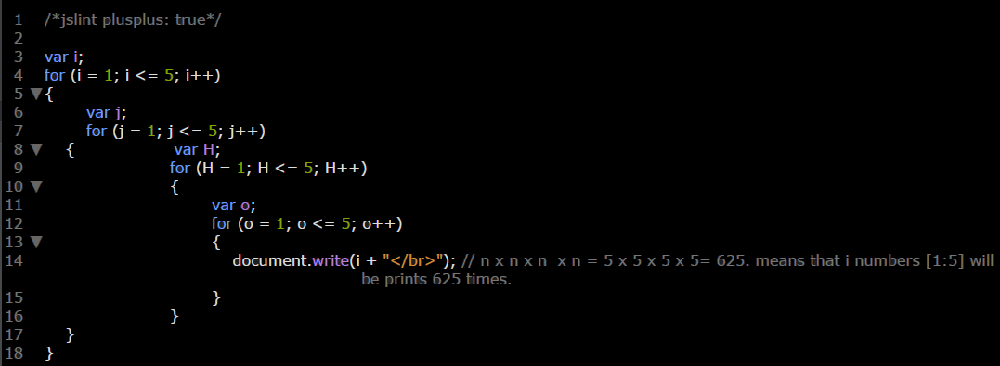 1 /*jslint plusplus: true*/
2
3 var i;
4 for (i = 1; i <= 5; i++)
5 ▼ {
6 var j;
7 for (j = 1; j <= 5; j++)
8 ▼ { var H;
9 for (H = 1; H <= 5; H++)
10 ▼ {
11 var o;
12 for (o = 1; o <= 5; o++)
13 ▼ {
14 document.write(i + "</br>"); // n x n x n  x n = 5 x 5 x 5 x 5= 625. means that i numbers [1:5] will
be prints 625 times.
15 }
16 }
17 }
18 }